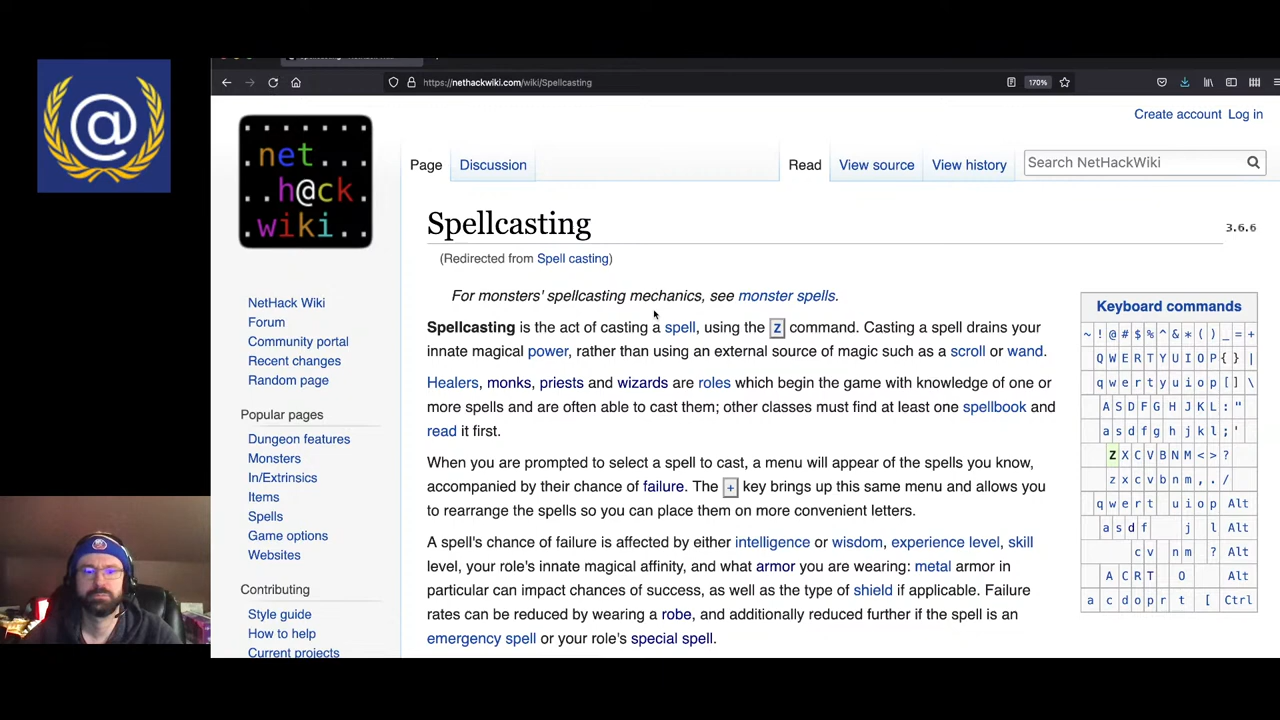 @
https://nethackwiki.com/wiki/Spellcasting
170%
Create account Log in
net
h@ck
wiki
Page Discussion
Read View source View history
Search NetHackWiki
Spellcasting
3.6.6
(Redirected from Spell casting)
For monsters' spellcasting mechanics, see monster spells.
Spellcasting is the act of casting a spell, using the Z command. Casting a spell drains your
innate magical power, rather than using an external source of magic such as a scroll or wand.
Healers, monks, priests and wizards are roles which begin the game with knowledge of one or
more spells and are often able to cast them; other classes must find at least one spellbook and
read it first.
When you are prompted to select a spell to cast, a menu will appear of the spells you know,
accompanied by their chance of failure. The + key brings up this same menu and allows you
to rearrange the spells so you can place them on more convenient letters.
A spell's chance of failure is affected by either intelligence or wisdom, experience level, skill
level, your role's innate magical affinity, and what armor you are wearing: metal armor in
particular can impact chances of success, as well as the type of shield if applicable. Failure
rates can be reduced by wearing a robe, and additionally reduced further if the spell is an
emergency spell or your role's special spell.
NetHack Wiki
Forum
Community portal
Recent changes
Random page
Popular pages
Dungeon features
Monsters
In/Extrinsics
Items
Spells
Game options
Websites
Contributing
Style guide
How to help
Current projects
Keyboard commands
~ ! @ # $ % ^ & * ( ) _ = +
Q W E R T Y U I O P { } |
q w e r t y u i o p [ ] \
A S D F G H J K L : "
a s d f g h j k l ; '
Z X C V B N M < > ?
z x c v b n m , . /
q w e r t u i o p Alt
a s d f j l Alt
c v n m ? Alt
A C R T O Alt
a c d o p r t [ Ctrl